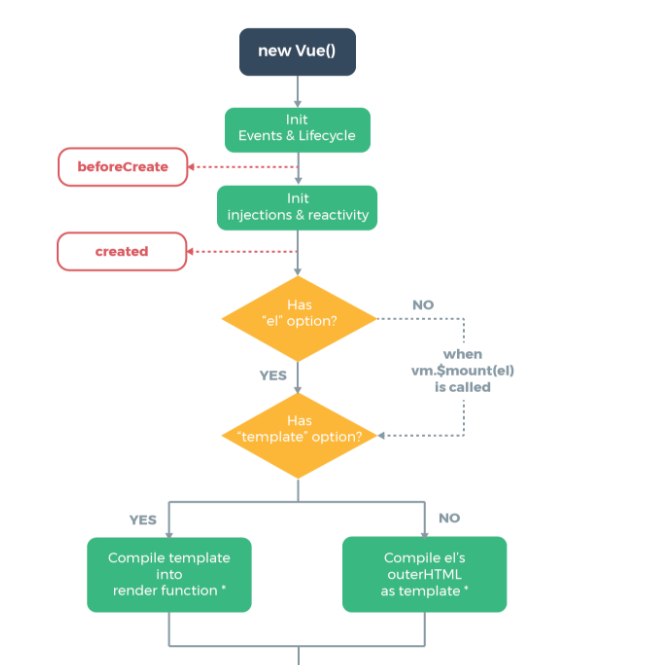 new Vue()
Init
Events & Lifecycle
beforeCreate
Init
injections & reactivity
created
Has
“el” option?
NO
when
vm.$mount(el)
is called
YES
Has
“template” option?
YES
NO
Compile template
into
render function *
Compile el's
outerHTML
as template *